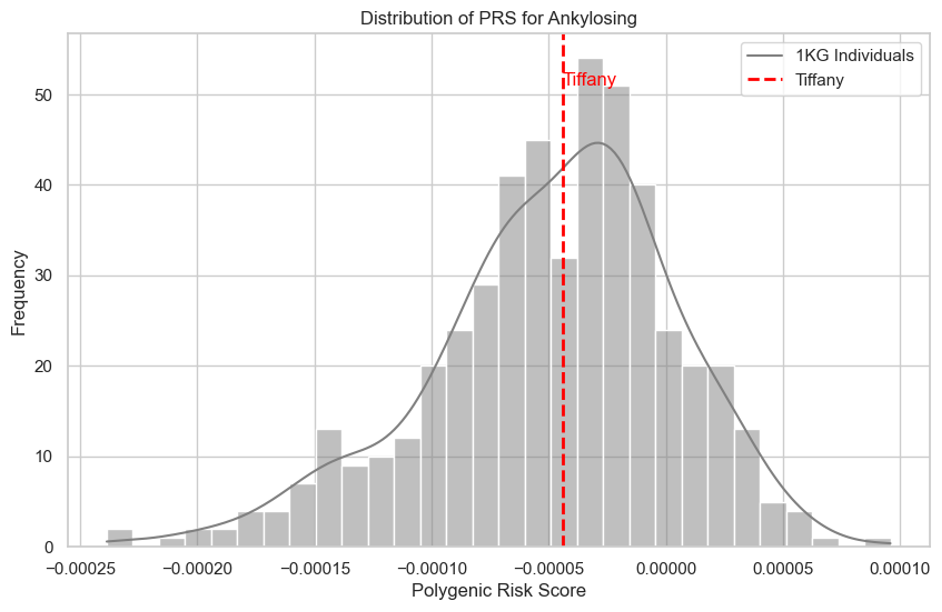 Distribution of PRS for Ankylosing
1KG Individuals
Tiffany
Tiffany
50
40
30
20
10
0
Frequency
−0.00025
−0.00020
−0.00015
−0.00010
−0.00005
0.00000
0.00005
0.00010
Polygenic Risk Score